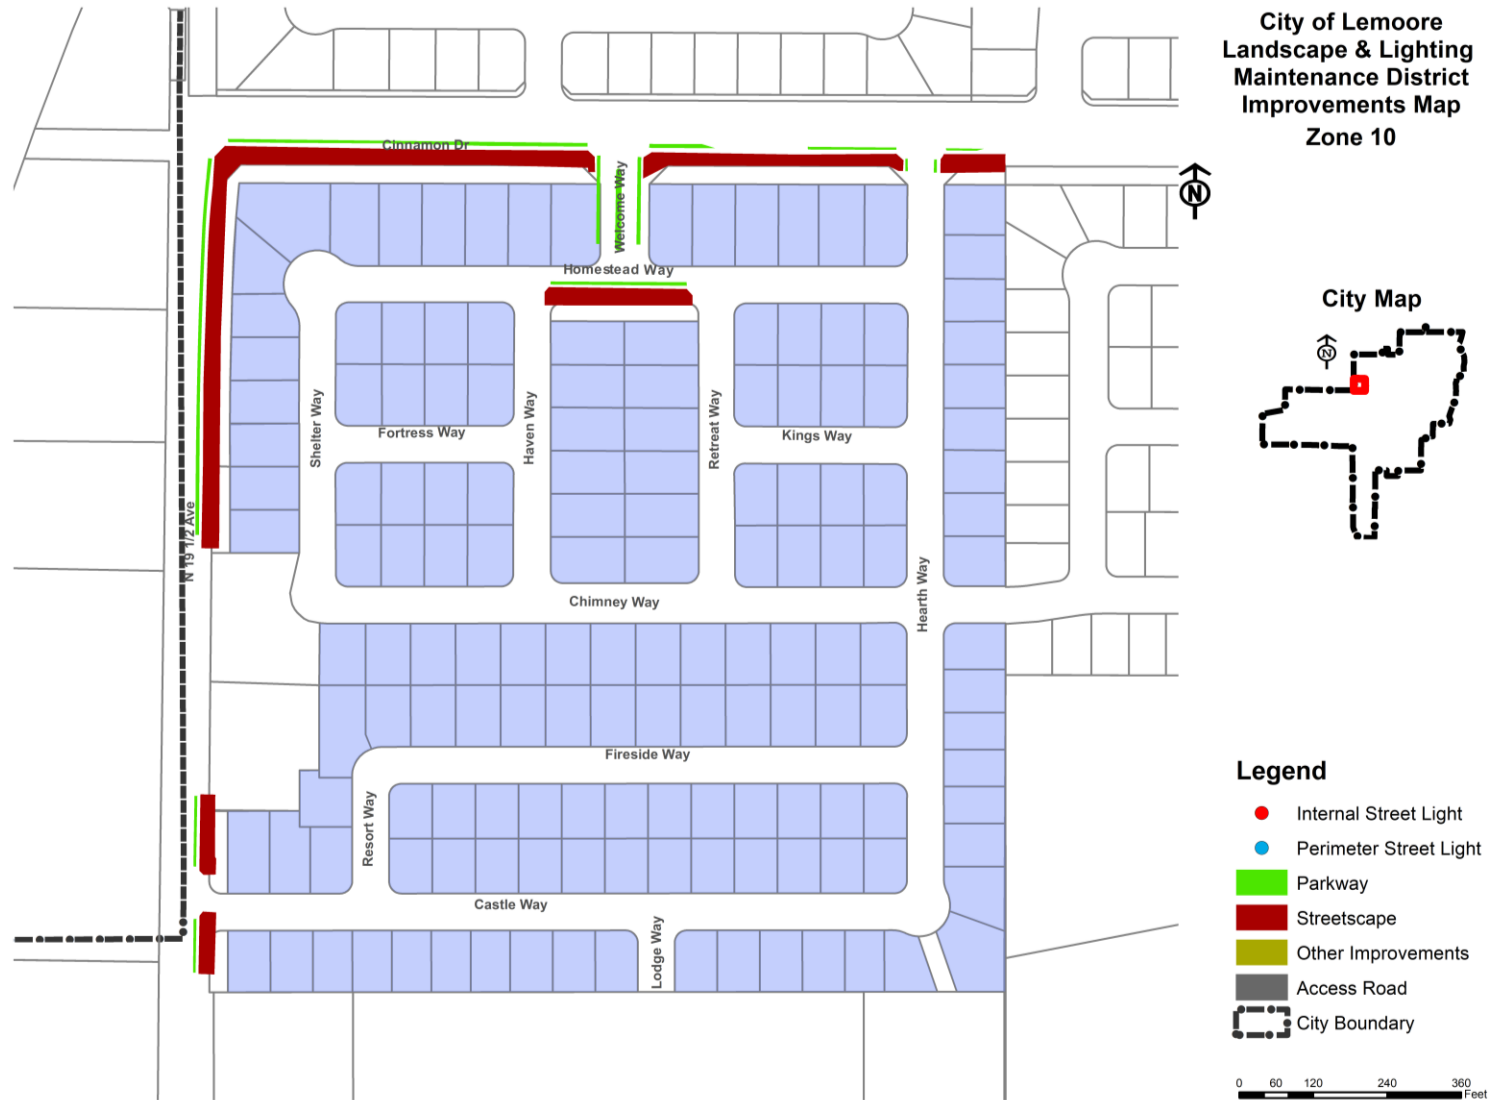 City of Lemoore
Landscape & Lighting
Maintenance District
Improvements Map
Zone 10
Cinnamon Dr
Welcome Way
N
Homestead Way
City Map
N
Shelter Way
Fortress Way
Haven Way
Retreat Way
Kings Way
N 19 1/2 Ave
Chimney Way
Hearth Way
Fireside Way
Resort Way
Castle Way
Lodge Way
Legend
Internal Street Light
Perimeter Street Light
Parkway
Streetscape
Other Improvements
Access Road
City Boundary
0 60 120 240 360
Feet